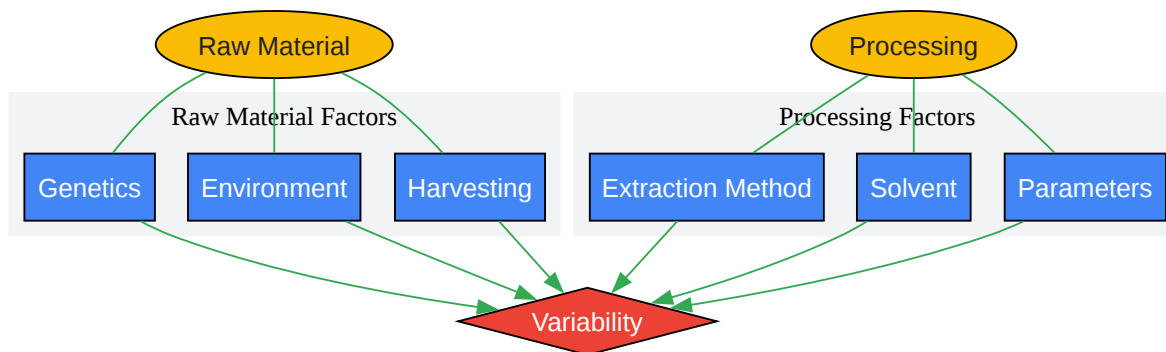 Raw Material
Processing
Raw Material Factors
Processing Factors
Genetics
Environment
Harvesting
Extraction Method
Solvent
Parameters
Variability